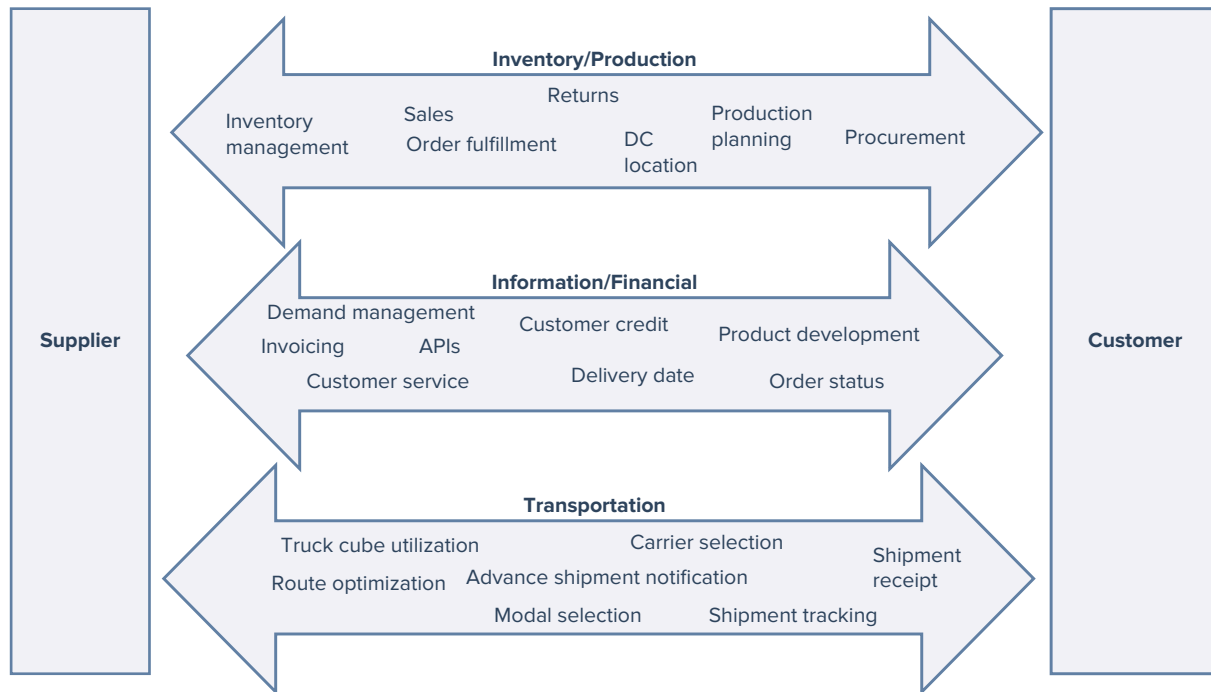 Supplier
Inventory/Production
Returns
Inventory
management
Sales
Order fulfillment
DC
location
Production
planning
Procurement
Information/Financial
Demand management
Customer credit
Product development
Invoicing
APIs
Customer service
Delivery date
Order status
Transportation
Truck cube utilization
Carrier selection
Shipment
receipt
Route optimization
Advance shipment notification
Modal selection
Shipment tracking
Customer